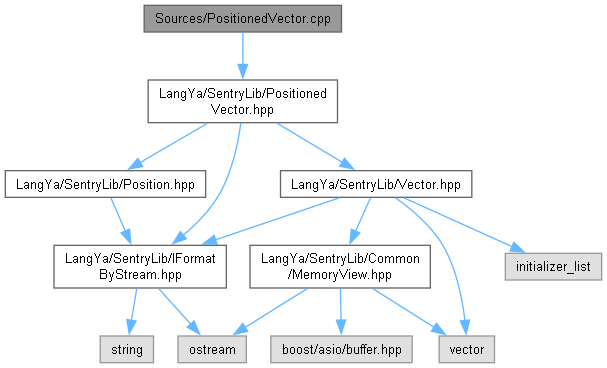 Sources/PositionedVector.cpp
LangYa/SentryLib/Positioned
Vector.hpp
LangYa/SentryLib/Position.hpp
LangYa/SentryLib/Vector.hpp
LangYa/SentryLib/IFormat
ByStream.hpp
LangYa/SentryLib/Common
/MemoryView.hpp
initializer_list
string
ostream
boost/asio/buffer.hpp
vector